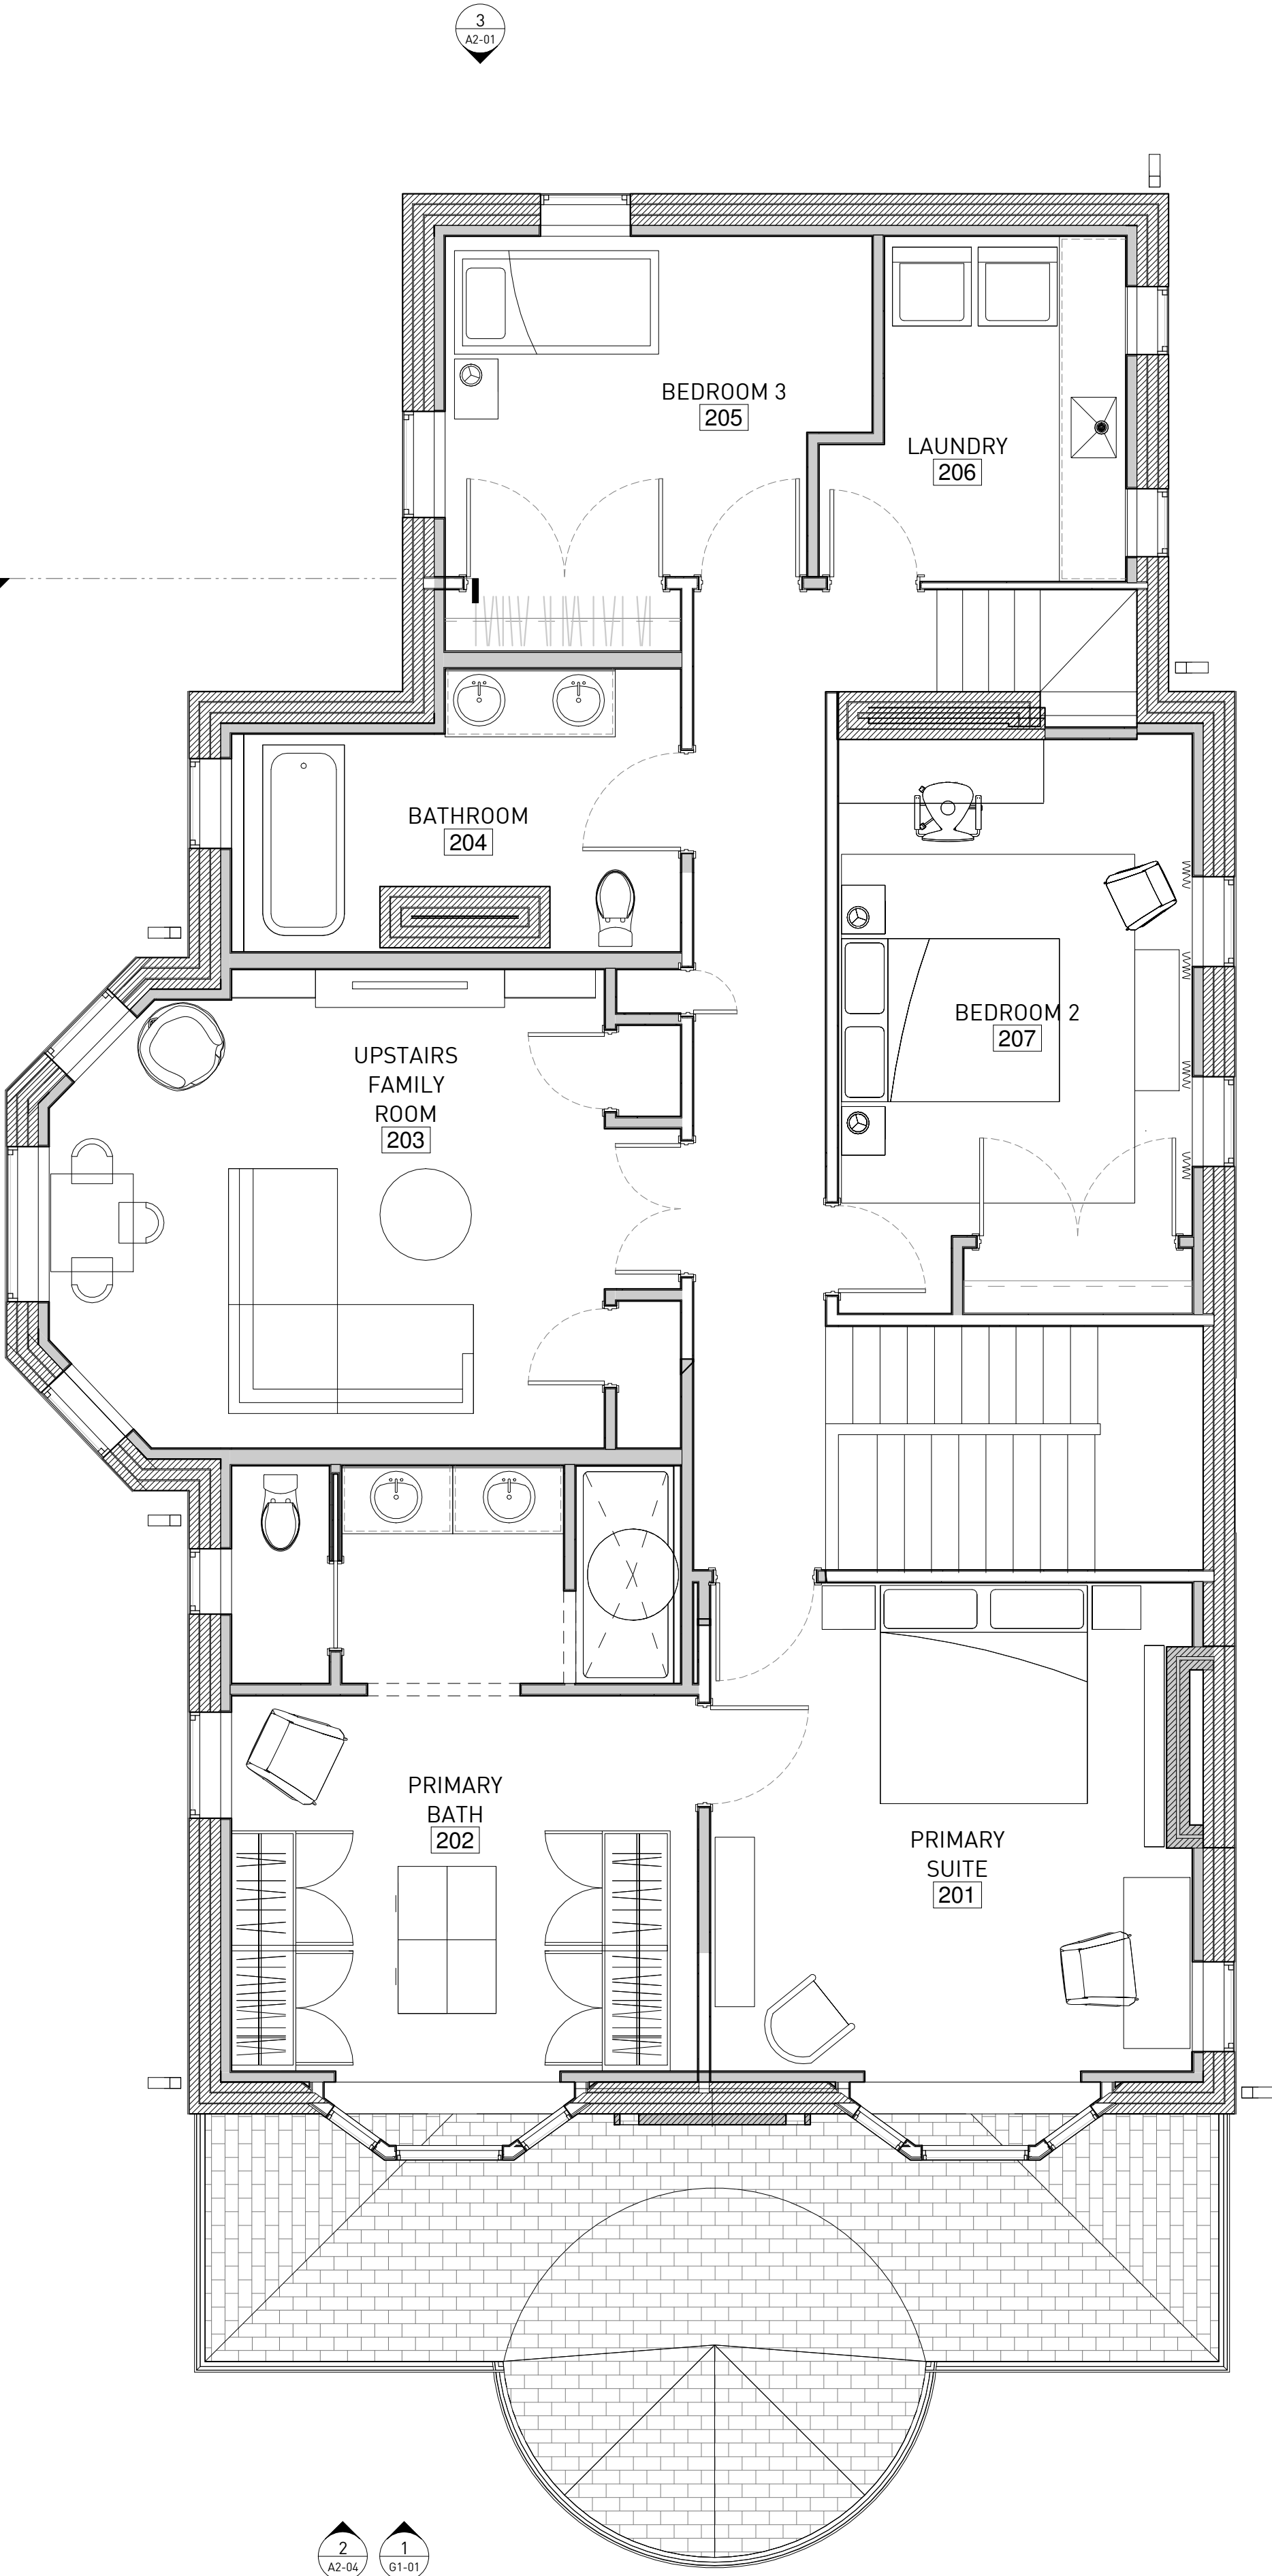 3
A2-01
BEDROOM 3
205
LAUNDRY
206
BATHROOM
204
BEDROOM 2
207
UPSTAIRS
FAMILY
ROOM
203
PRIMARY
BATH
202
PRIMARY
SUITE
201
2
A2-04
1
G1-01